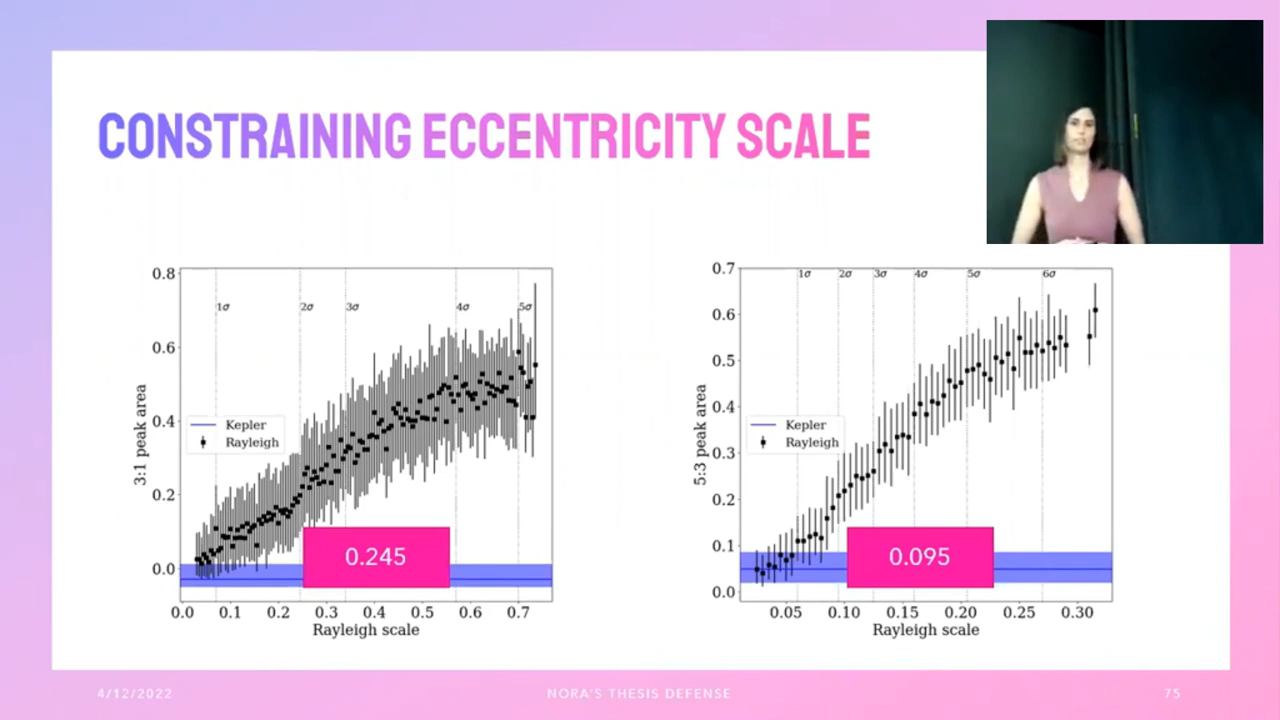 CONSTRAINING ECCENTRICITY SCALE
0.8
0.6
0.4
0.2
0.0
3:1 peak area
1σ
2σ
3σ
4σ
5σ
Kepler
Rayleigh
0.245
0.0
0.1
0.2
0.3
0.4
0.5
0.6
0.7
Rayleigh scale
0.7
0.6
0.5
0.4
0.3
0.2
0.1
0.0
5:3 peak area
1σ
2σ
3σ
4σ
5σ
6σ
Kepler
Rayleigh
0.095
0.05
0.10
0.15
0.20
0.25
0.30
Rayleigh scale
4/12/2022
NORA'S THESIS DEFENSE
75